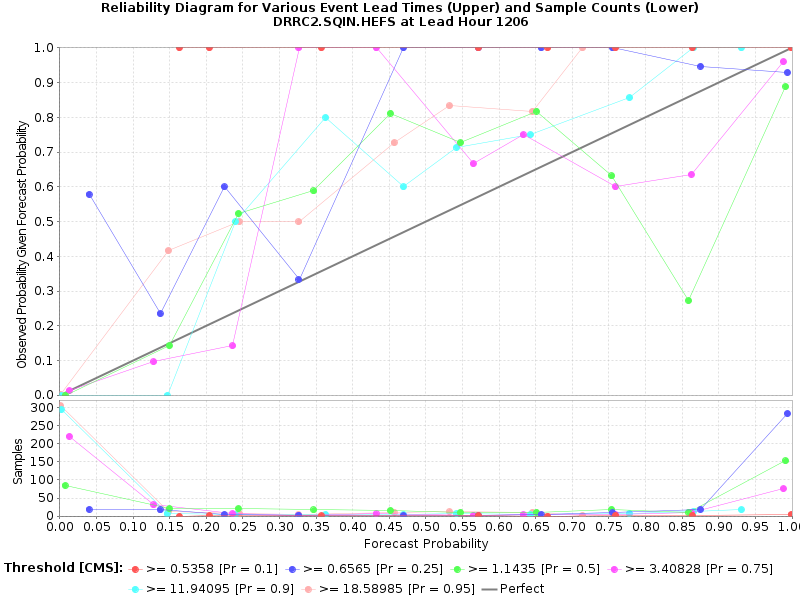 Reliability Diagram for Various Event Lead Times (Upper) and Sample Counts (Lower)
DRRC2.SQIN.HEFS at Lead Hour 1206
Observed Probability Given Forecast Probability
1.0
0.9
0.8
0.7
0.6
0.5
0.4
0.3
0.2
0.1
0.0
Samples
300
250
200
150
100
50
0
0.00 0.05 0.10 0.15 0.20 0.25 0.30 0.35 0.40 0.45 0.50 0.55 0.60 0.65 0.70 0.75 0.80 0.85 0.90 0.95 1.0
Forecast Probability
Threshold [CMS]: >= 0.5358 [Pr = 0.1] >= 0.6565 [Pr = 0.25] >= 1.1435 [Pr = 0.5] >= 3.40828 [Pr = 0.75]
>= 11.94095 [Pr = 0.9] >= 18.58985 [Pr = 0.95] Perfect